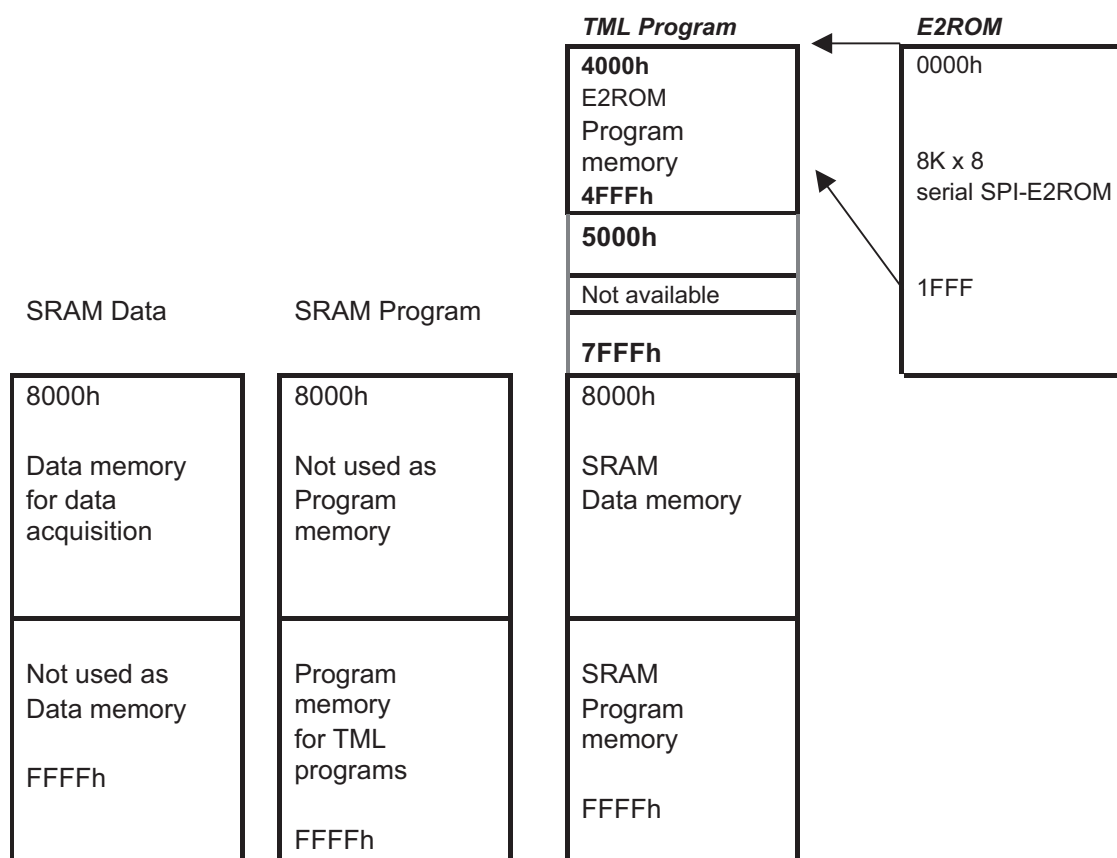 TML Program
4000h
E2ROM
Program
memory
4FFFh
5000h
Not available
7FFFh
8000h
SRAM
Data memory
SRAM
Program
memory
FFFFh
E2ROM
0000h
8K x 8
serial SPI-E2ROM
1FFF
SRAM Data
8000h
Data memory
for data
acquisition
Not used as
Data memory
FFFFh
SRAM Program
8000h
Not used as
Program
memory
Program
memory
for TML
programs
FFFFh